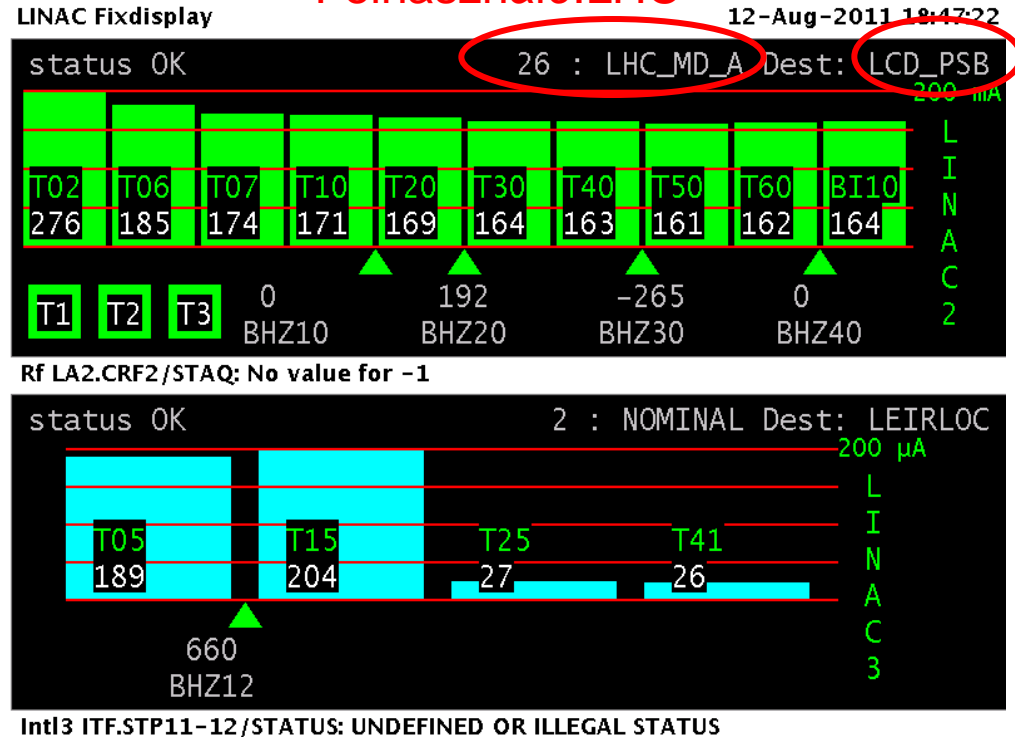 LINAC Fixdisplay 12-Aug-2011 18:47:22
status OK 26 : LHC_MD_A Dest: LCD_PSB
200 mA
T02 T06 T07 T10 T20 T30 T40 T50 T60 BI10
276 185 174 171 169 164 163 161 162 164
LINAC2
0 192 -265 0
T1 T2 T3
BHZ10 BHZ20 BHZ30 BHZ40
Rf LA2.CRF2/STAQ: No value for -1
status OK 2 : NOMINAL Dest: LEIRLOC
200 µA
T05 T15 T25 T41
189 204 27 26
LINAC3
660
BHZ12
Intl3 ITF.STP11-12/STATUS: UNDEFINED OR ILLEGAL STATUS